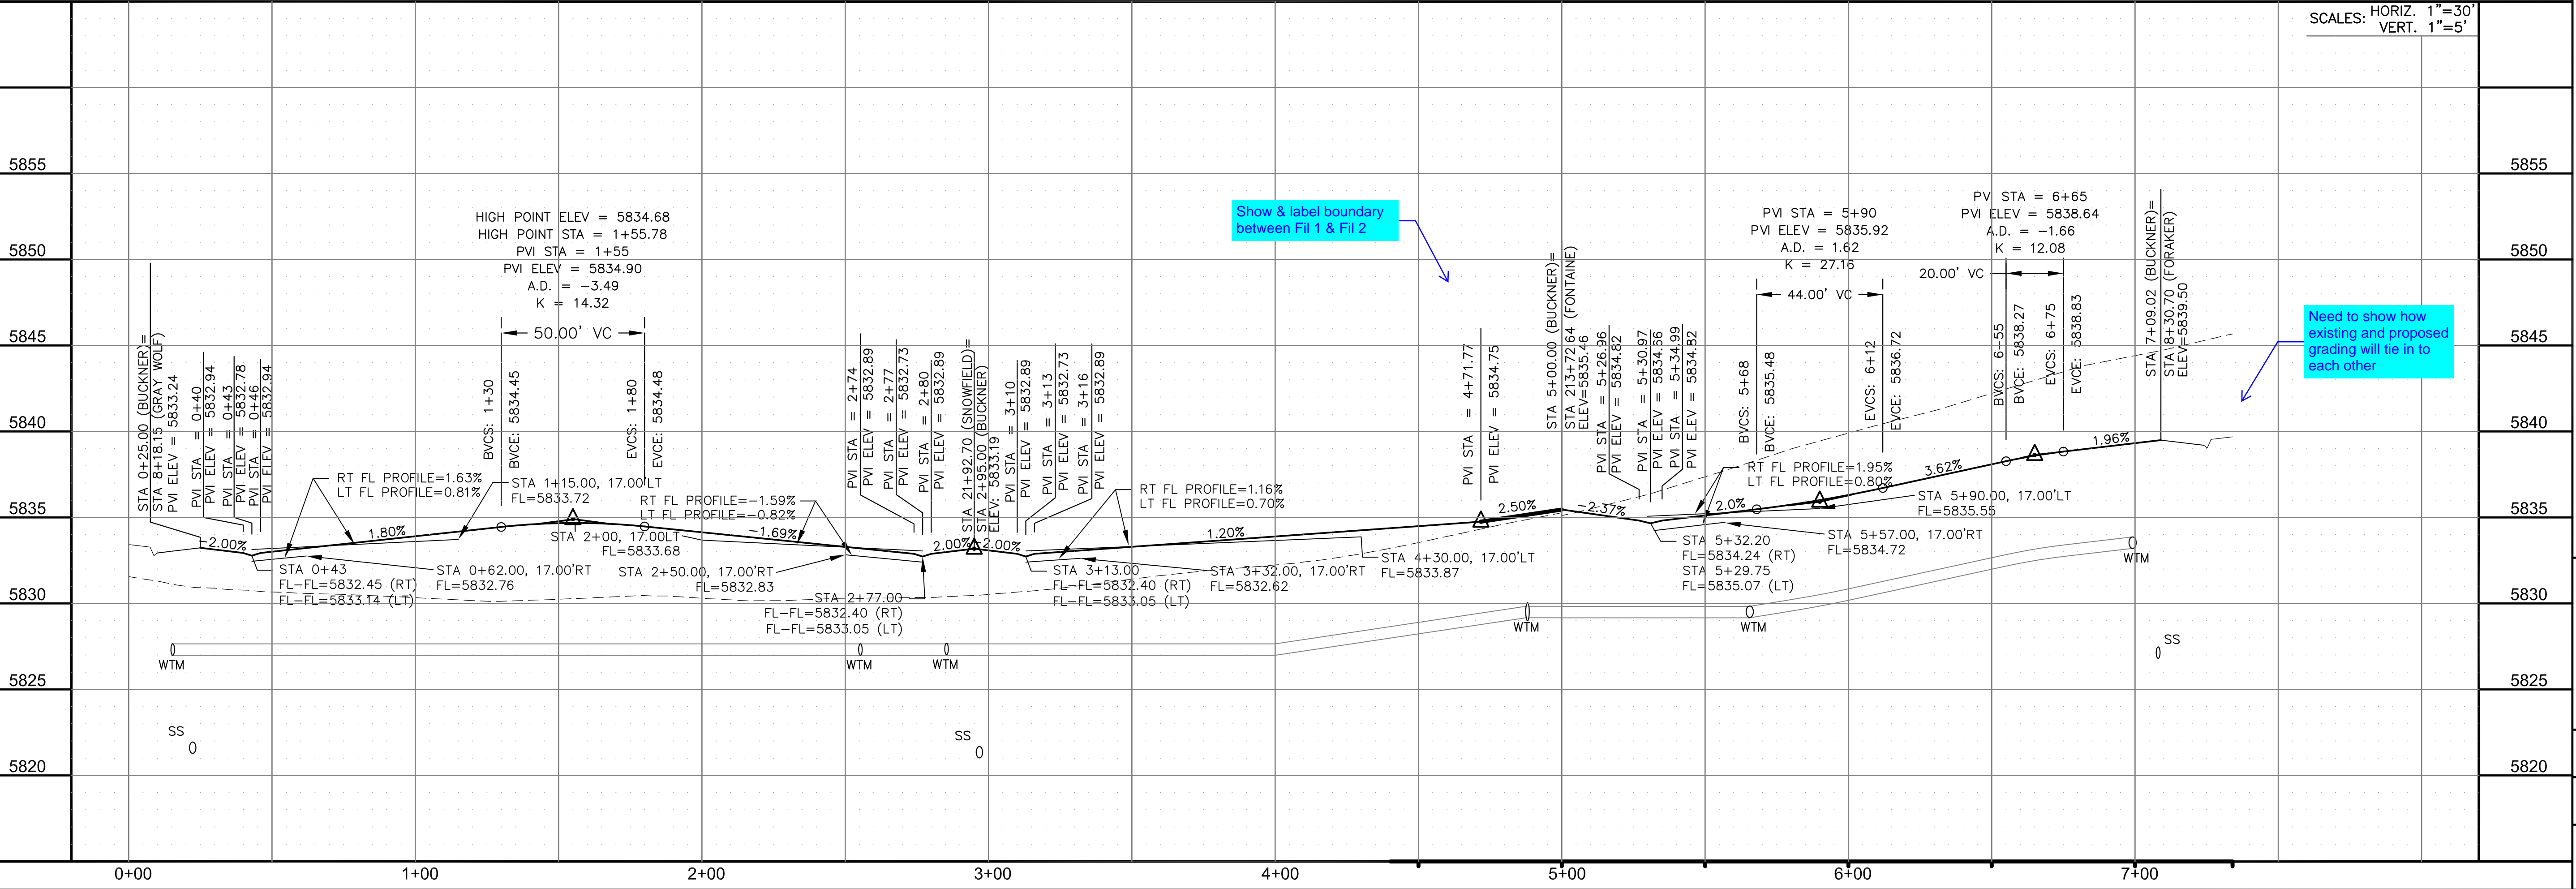 SCALES: HORIZ. 1"=30'
VERT. 1"=5'
5855
5850
5845
5840
5835
5830
5825
5820
5855
5850
5845
5840
5835
5830
5825
5820
STA 0+25.00 (BUCKNER)=
STA 8+18.15 (GRAY WOLF)
PVI ELEV = 5833.24
PVI STA = 0+40
PVI ELEV = 5832.94
PVI STA = 0+43
PVI ELEV = 5832.78
PVI STA = 0+46
PVI ELEV = 5832.94
-2.00%
STA 0+43
FL-FL=5832.45 (RT)
FL-FL=5833.14 (LT)
RT FL PROFILE=1.63%
LT FL PROFILE=0.81%
1.80%
STA 0+62.00, 17.00'RT
FL=5832.76
STA 1+15.00, 17.00'LT
FL=5833.72
HIGH POINT ELEV = 5834.68
HIGH POINT STA = 1+55.78
PVI STA = 1+55
PVI ELEV = 5834.90
A.D. = -3.49
K = 14.32
50.00' VC
BVCS: 1+30
BVCE: 5834.45
EVCS: 1+80
EVCE: 5834.48
RT FL PROFILE=-1.59%
LT FL PROFILE=-0.82%
-1.69%
STA 2+00, 17.00LT
FL=5833.68
STA 2+50.00, 17.00'RT
FL=5832.83
STA 2+77.00
FL-FL=5832.40 (RT)
FL-FL=5833.05 (LT)
PVI STA = 2+74
PVI ELEV = 5832.89
PVI STA = 2+77
PVI ELEV = 5832.73
PVI STA = 2+80
PVI ELEV = 5832.89
2.00%
STA 21+92.70 (SNOWFIELD)=
STA 2+95.00 (BUCKNER)
ELEV: 5833.19
-2.00%
PVI STA = 3+10
PVI ELEV = 5832.89
PVI STA = 3+13
PVI ELEV = 5832.73
PVI STA = 3+16
PVI ELEV = 5832.89
STA 3+13.00
FL-FL=5832.40 (RT)
FL-FL=5833.05 (LT)
RT FL PROFILE=1.16%
LT FL PROFILE=0.70%
1.20%
STA 3+32.00, 17.00'RT
FL=5832.62
STA 4+30.00, 17.00'LT
FL=5833.87
Show & label boundary
between Fil 1 & Fil 2
PVI STA = 4+71.77
PVI ELEV = 5834.75
2.50%
STA 5+00.00 (BUCKNER)=
STA 213+72.64 (FONTAINE)
ELEV=5835.46
-2.37%
PVI STA = 5+26.96
PVI ELEV = 5834.82
PVI STA = 5+30.97
PVI ELEV = 5834.66
PVI STA = 5+34.99
PVI ELEV = 5834.82
STA 5+32.20
FL=5834.24 (RT)
STA 5+29.75
FL=5835.07 (LT)
2.0%
RT FL PROFILE=1.95%
LT FL PROFILE=0.80%
STA 5+57.00, 17.00'RT
FL=5834.72
STA 5+90.00, 17.00'LT
FL=5835.55
PVI STA = 5+90
PVI ELEV = 5835.92
A.D. = 1.62
K = 27.16
44.00' VC
BVCS: 5+68
BVCE: 5835.48
EVCS: 6+12
EVCE: 5836.72
3.62%
PVI STA = 6+65
PVI ELEV = 5838.64
A.D. = -1.66
K = 12.08
20.00' VC
BVCS: 6+55
BVCE: 5838.27
EVCS: 6+75
EVCE: 5838.83
1.96%
STA 7+09.02 (BUCKNER)=
STA 8+30.70 (FORAKER)
ELEV=5839.50
Need to show how
existing and proposed
grading will tie in to
each other
WTM
WTM
WTM
WTM
WTM
WTM
SS
SS
SS
0+00
1+00
2+00
3+00
4+00
5+00
6+00
7+00